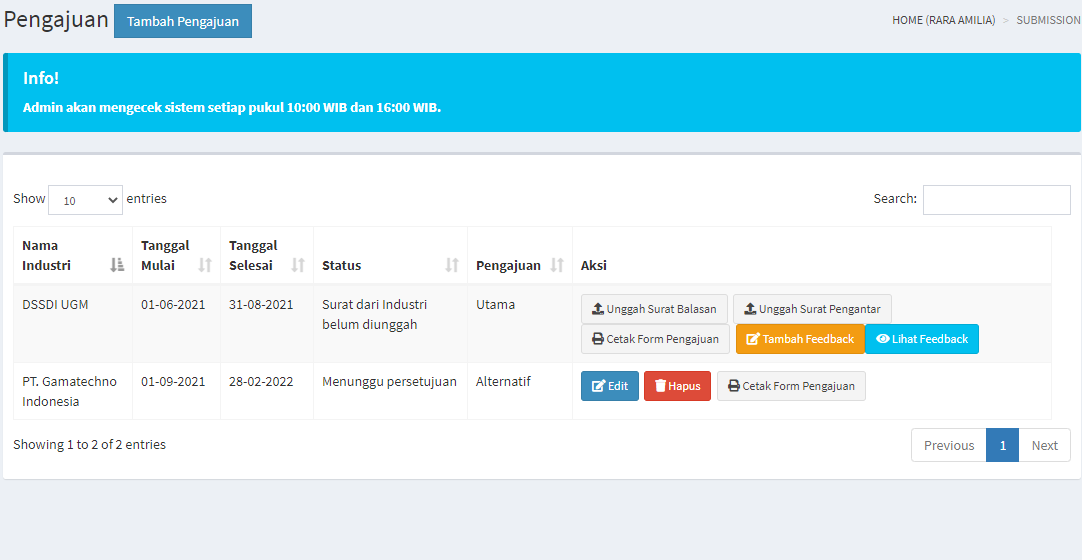 Pengajuan Tambah Pengajuan HOME (RARA AMILIA) > SUBMISSION
Info!
Admin akan mengecek sistem setiap pukul 10:00 WIB dan 16:00 WIB.
Show 10 entries Search:
Nama Industri Tanggal Mulai Tanggal Selesai Status Pengajuan Aksi
DSSDI UGM 01-06-2021 31-08-2021 Surat dari Industri belum diunggah Utama Unggah Surat Balasan Unggah Surat Pengantar
Cetak Form Pengajuan Tambah Feedback Lihat Feedback
PT. Gamatechno Indonesia 01-09-2021 28-02-2022 Menunggu persetujuan Alternatif Edit Hapus Cetak Form Pengajuan
Showing 1 to 2 of 2 entries Previous 1 Next